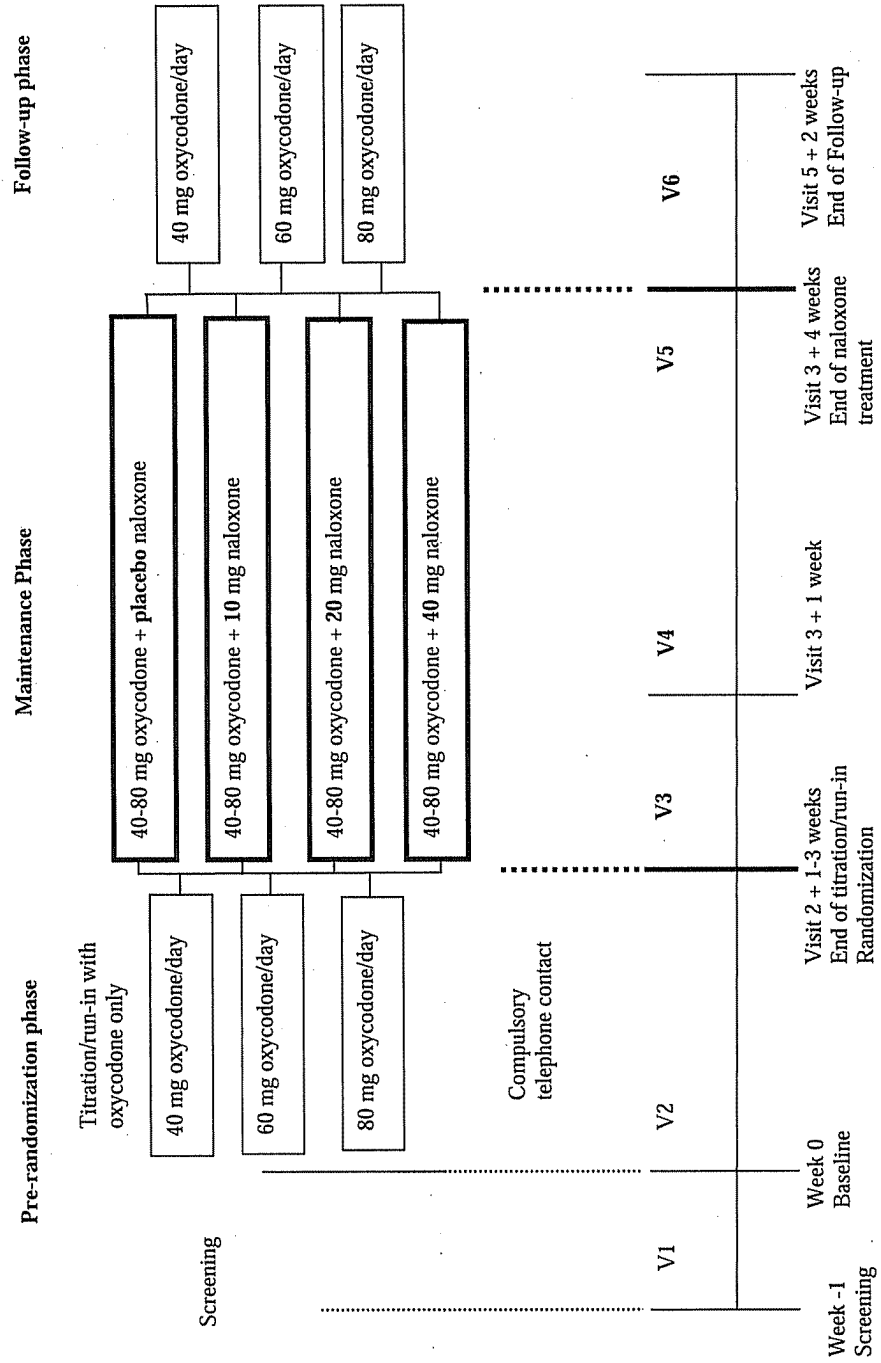 Pre-randomization phase
Maintenance Phase
Follow-up phase
Screening
Titration/run-in with
oxycodone only
40 mg oxycodone/day
60 mg oxycodone/day
80 mg oxycodone/day
40-80 mg oxycodone + placebo naloxone
40-80 mg oxycodone + 10 mg naloxone
40-80 mg oxycodone + 20 mg naloxone
40-80 mg oxycodone + 40 mg naloxone
40 mg oxycodone/day
60 mg oxycodone/day
80 mg oxycodone/day
Compulsory
telephone contact
V1
V2
V3
V4
V5
V6
Week -1
Screening
Week 0
Baseline
Visit 2 + 1-3 weeks
End of titration/run-in
Randomization
Visit 3 + 1 week
Visit 3 + 4 weeks
End of naloxone
treatment
Visit 5 + 2 weeks
End of Follow-up